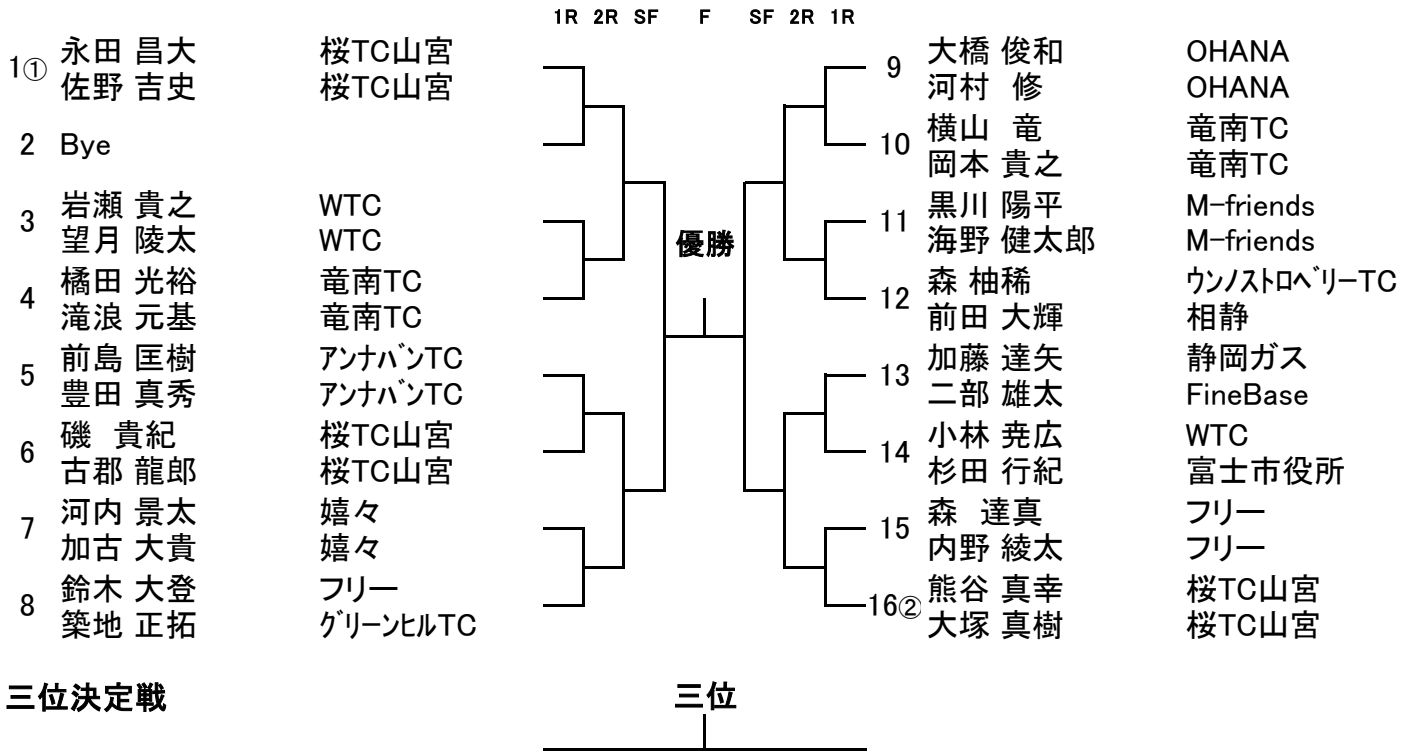 1R 2R SF F SF 2R 1R
1① 永田 昌大 桜TC山宮
佐野 吉史 桜TC山宮
2 Bye
3 岩瀬 貴之 WTC
望月 陵太 WTC
4 橘田 光裕 竜南TC
滝浪 元基 竜南TC
5 前島 匡樹 アンナバンTC
豊田 真秀 アンナバンTC
6 磯 貴紀 桜TC山宮
古郡 龍郎 桜TC山宮
7 河内 景太 嬉々
加古 大貴 嬉々
8 鈴木 大登 フリー
築地 正拓 グリーンヒルTC
優勝
9 大橋 俊和 OHANA
河村 修 OHANA
10 横山 竜 竜南TC
岡本 貴之 竜南TC
11 黒川 陽平 M-friends
海野 健太郎 M-friends
12 森 柚稀 ウンノストロベリーTC
前田 大輝 相静
13 加藤 達矢 静岡ガス
二部 雄太 FineBase
14 小林 尭広 WTC
杉田 行紀 富士市役所
15 森 達真 フリー
内野 綾太 フリー
16② 熊谷 真幸 桜TC山宮
大塚 真樹 桜TC山宮
三位決定戦 三位